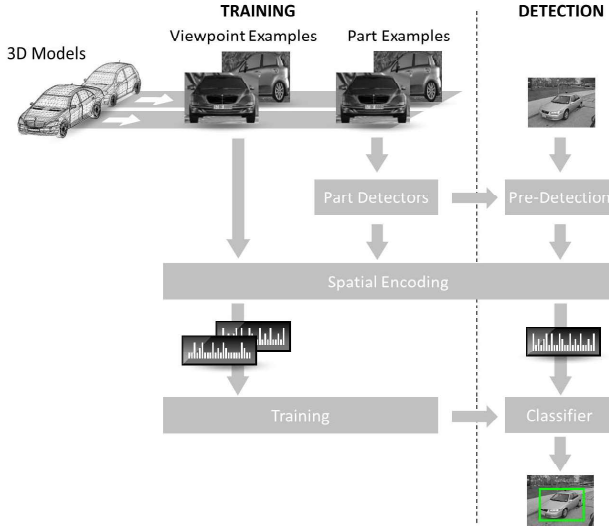 TRAINING
DETECTION
Viewpoint Examples
Part Examples
3D Models
Part Detectors
Pre-Detection
Spatial Encoding
Training
Classifier